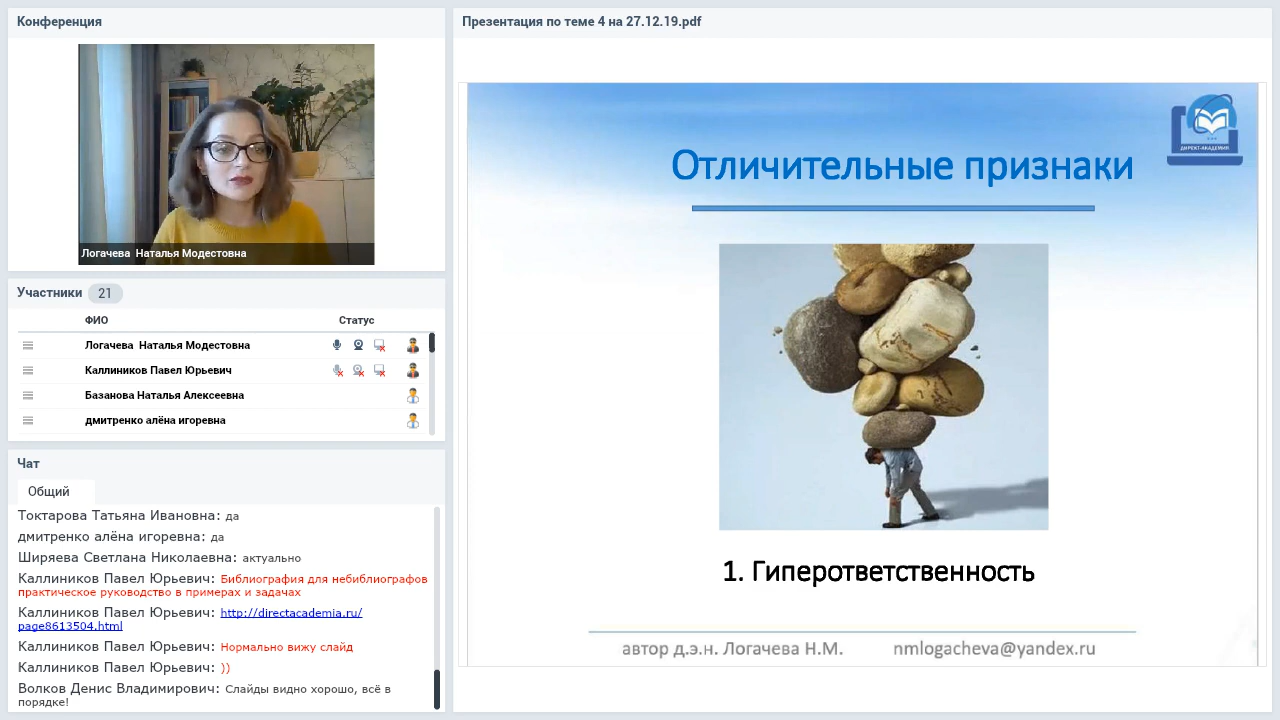 Конференция
Логачева  Наталья Модестовна
Участники 21
ФИО Статус
Логачева  Наталья Модестовна
Каллиников Павел Юрьевич
Базанова Наталья Алексеевна
дмитренко алёна игоревна
Чат
Общий
Токтарова Татьяна Ивановна: да
дмитренко алёна игоревна: да
Ширяева Светлана Николаевна: актуально
Каллиников Павел Юрьевич: Библиография для небиблиографов
практическое руководство в примерах и задачах
Каллиников Павел Юрьевич: http://directacademia.ru/
page8613504.html
Каллиников Павел Юрьевич: Нормально вижу слайд
Каллиников Павел Юрьевич: ))
Волков Денис Владимирович: Слайды видно хорошо, всё в
порядке!
Презентация по теме 4 на 27.12.19.pdf
ДИРЕКТ-АКАДЕМИЯ
Отличительные признаки
1. Гиперответственность
автор д.э.н. Логачева Н.М. nmlogacheva@yandex.ru